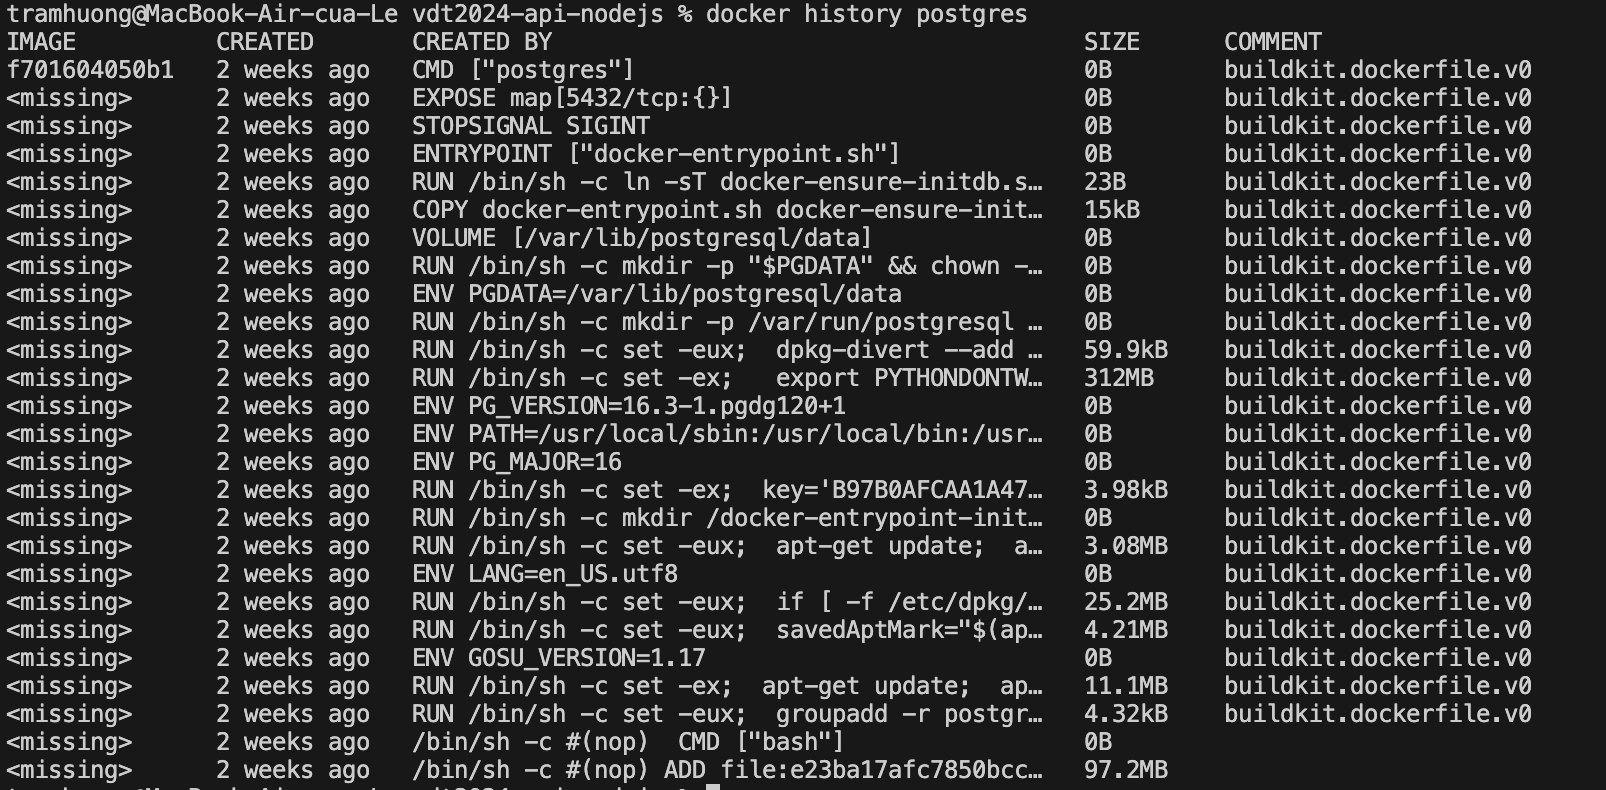 tramhuong@MacBook-Air-cua-Le vdt2024-api-nodejs % docker history postgres
IMAGE          CREATED       CREATED BY                                      SIZE      COMMENT
f701604050b1   2 weeks ago   CMD ["postgres"]                                0B        buildkit.dockerfile.v0
<missing>      2 weeks ago   EXPOSE map[5432/tcp:{}]                         0B        buildkit.dockerfile.v0
<missing>      2 weeks ago   STOPSIGNAL SIGINT                               0B        buildkit.dockerfile.v0
<missing>      2 weeks ago   ENTRYPOINT ["docker-entrypoint.sh"]             0B        buildkit.dockerfile.v0
<missing>      2 weeks ago   RUN /bin/sh -c ln -sT docker-ensure-initdb.s…   23B       buildkit.dockerfile.v0
<missing>      2 weeks ago   COPY docker-entrypoint.sh docker-ensure-init…   15kB      buildkit.dockerfile.v0
<missing>      2 weeks ago   VOLUME [/var/lib/postgresql/data]               0B        buildkit.dockerfile.v0
<missing>      2 weeks ago   RUN /bin/sh -c mkdir -p "$PGDATA" && chown -…   0B        buildkit.dockerfile.v0
<missing>      2 weeks ago   ENV PGDATA=/var/lib/postgresql/data             0B        buildkit.dockerfile.v0
<missing>      2 weeks ago   RUN /bin/sh -c mkdir -p /var/run/postgresql …   0B        buildkit.dockerfile.v0
<missing>      2 weeks ago   RUN /bin/sh -c set -eux;  dpkg-divert --add …   59.9kB    buildkit.dockerfile.v0
<missing>      2 weeks ago   RUN /bin/sh -c set -ex;   export PYTHONDONTW…   312MB     buildkit.dockerfile.v0
<missing>      2 weeks ago   ENV PG_VERSION=16.3-1.pgdg120+1                 0B        buildkit.dockerfile.v0
<missing>      2 weeks ago   ENV PATH=/usr/local/sbin:/usr/local/bin:/usr…   0B        buildkit.dockerfile.v0
<missing>      2 weeks ago   ENV PG_MAJOR=16                                 0B        buildkit.dockerfile.v0
<missing>      2 weeks ago   RUN /bin/sh -c set -ex;  key='B97B0AFCAA1A47…   3.98kB    buildkit.dockerfile.v0
<missing>      2 weeks ago   RUN /bin/sh -c mkdir /docker-entrypoint-init…   0B        buildkit.dockerfile.v0
<missing>      2 weeks ago   RUN /bin/sh -c set -eux;  apt-get update;  a…   3.08MB    buildkit.dockerfile.v0
<missing>      2 weeks ago   ENV LANG=en_US.utf8                             0B        buildkit.dockerfile.v0
<missing>      2 weeks ago   RUN /bin/sh -c set -eux;  if [ -f /etc/dpkg/…   25.2MB    buildkit.dockerfile.v0
<missing>      2 weeks ago   RUN /bin/sh -c set -eux;  savedAptMark="$(ap…   4.21MB    buildkit.dockerfile.v0
<missing>      2 weeks ago   ENV GOSU_VERSION=1.17                           0B        buildkit.dockerfile.v0
<missing>      2 weeks ago   RUN /bin/sh -c set -ex;  apt-get update;  ap…   11.1MB    buildkit.dockerfile.v0
<missing>      2 weeks ago   RUN /bin/sh -c set -eux;  groupadd -r postgr…   4.32kB    buildkit.dockerfile.v0
<missing>      2 weeks ago   /bin/sh -c #(nop)  CMD ["bash"]                 0B
<missing>      2 weeks ago   /bin/sh -c #(nop) ADD file:e23ba17afc7850bcc…   97.2MB